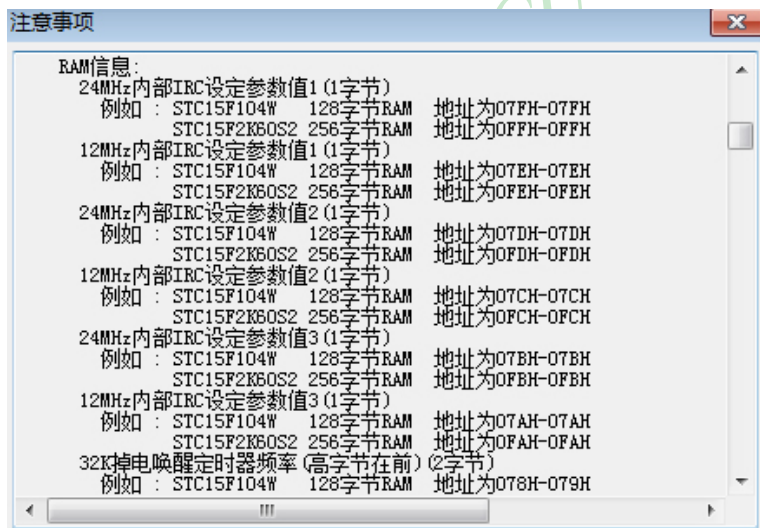 注意事项
RAM信息:
24MHz内部IRC设定参数值1(1字节)
例如 : STC15F104W 128字节RAM 地址为07FH-07FH
STC15F2K60S2 256字节RAM 地址为0FFH-0FFH
12MHz内部IRC设定参数值1(1字节)
例如 : STC15F104W 128字节RAM 地址为07EH-07EH
STC15F2K60S2 256字节RAM 地址为0FEH-0FEH
24MHz内部IRC设定参数值2(1字节)
例如 : STC15F104W 128字节RAM 地址为07DH-07DH
STC15F2K60S2 256字节RAM 地址为0FDH-0FDH
12MHz内部IRC设定参数值2(1字节)
例如 : STC15F104W 128字节RAM 地址为07CH-07CH
STC15F2K60S2 256字节RAM 地址为0FCH-0FCH
24MHz内部IRC设定参数值3(1字节)
例如 : STC15F104W 128字节RAM 地址为07BH-07BH
STC15F2K60S2 256字节RAM 地址为0FBH-0FBH
12MHz内部IRC设定参数值3(1字节)
例如 : STC15F104W 128字节RAM 地址为07AH-07AH
STC15F2K60S2 256字节RAM 地址为0FAH-0FAH
32K掉电唤醒定时器频率(高字节在前)(2字节)
例如 : STC15F104W 128字节RAM 地址为078H-079H